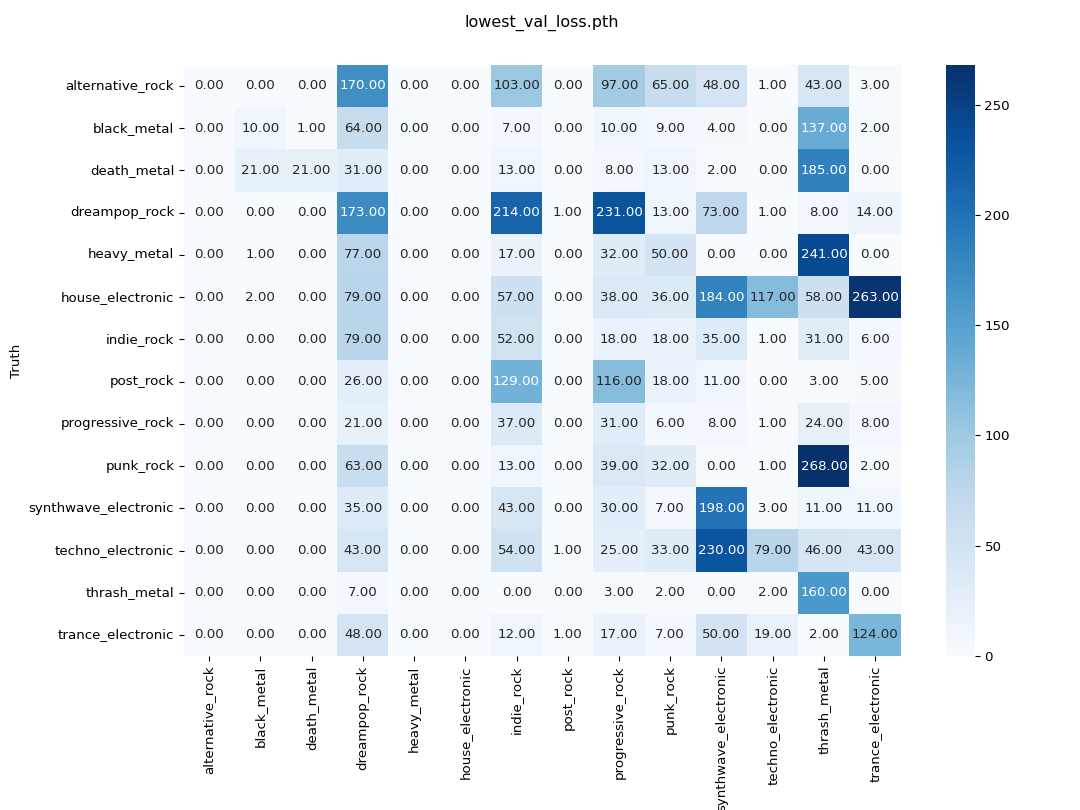 lowest_val_loss.pth
alternative_rock 0.00 0.00 0.00 170.00 0.00 0.00 103.00 0.00 97.00 65.00 48.00 1.00 43.00 3.00
black_metal 0.00 10.00 1.00 64.00 0.00 0.00 7.00 0.00 10.00 9.00 4.00 0.00 137.00 2.00
death_metal 0.00 21.00 21.00 31.00 0.00 0.00 13.00 0.00 8.00 13.00 2.00 0.00 185.00 0.00
dreampop_rock 0.00 0.00 0.00 173.00 0.00 0.00 214.00 1.00 231.00 13.00 73.00 1.00 8.00 14.00
heavy_metal 0.00 1.00 0.00 77.00 0.00 0.00 17.00 0.00 32.00 50.00 0.00 0.00 241.00 0.00
house_electronic 0.00 2.00 0.00 79.00 0.00 0.00 57.00 0.00 38.00 36.00 184.00 117.00 58.00 263.00
indie_rock 0.00 0.00 0.00 79.00 0.00 0.00 52.00 0.00 18.00 18.00 35.00 1.00 31.00 6.00
post_rock 0.00 0.00 0.00 26.00 0.00 0.00 129.00 0.00 116.00 18.00 11.00 0.00 3.00 5.00
progressive_rock 0.00 0.00 0.00 21.00 0.00 0.00 37.00 0.00 31.00 6.00 8.00 1.00 24.00 8.00
punk_rock 0.00 0.00 0.00 63.00 0.00 0.00 13.00 0.00 39.00 32.00 0.00 1.00 268.00 2.00
synthwave_electronic 0.00 0.00 0.00 35.00 0.00 0.00 43.00 0.00 30.00 7.00 198.00 3.00 11.00 11.00
techno_electronic 0.00 0.00 0.00 43.00 0.00 0.00 54.00 1.00 25.00 33.00 230.00 79.00 46.00 43.00
thrash_metal 0.00 0.00 0.00 7.00 0.00 0.00 0.00 0.00 3.00 2.00 0.00 2.00 160.00 0.00
trance_electronic 0.00 0.00 0.00 48.00 0.00 0.00 12.00 1.00 17.00 7.00 50.00 19.00 2.00 124.00
Truth
alternative_rock
black_metal
death_metal
dreampop_rock
heavy_metal
house_electronic
indie_rock
post_rock
progressive_rock
punk_rock
synthwave_electronic
techno_electronic
thrash_metal
trance_electronic
250
200
150
100
50
0